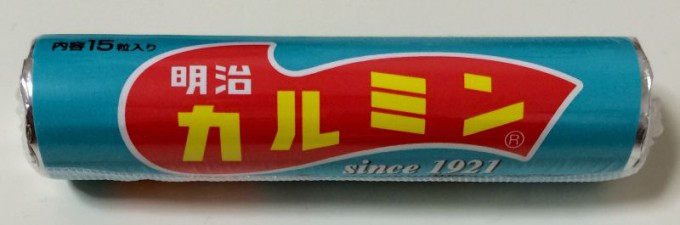 内容15粒入り
明治
カルミン
®
since 1921